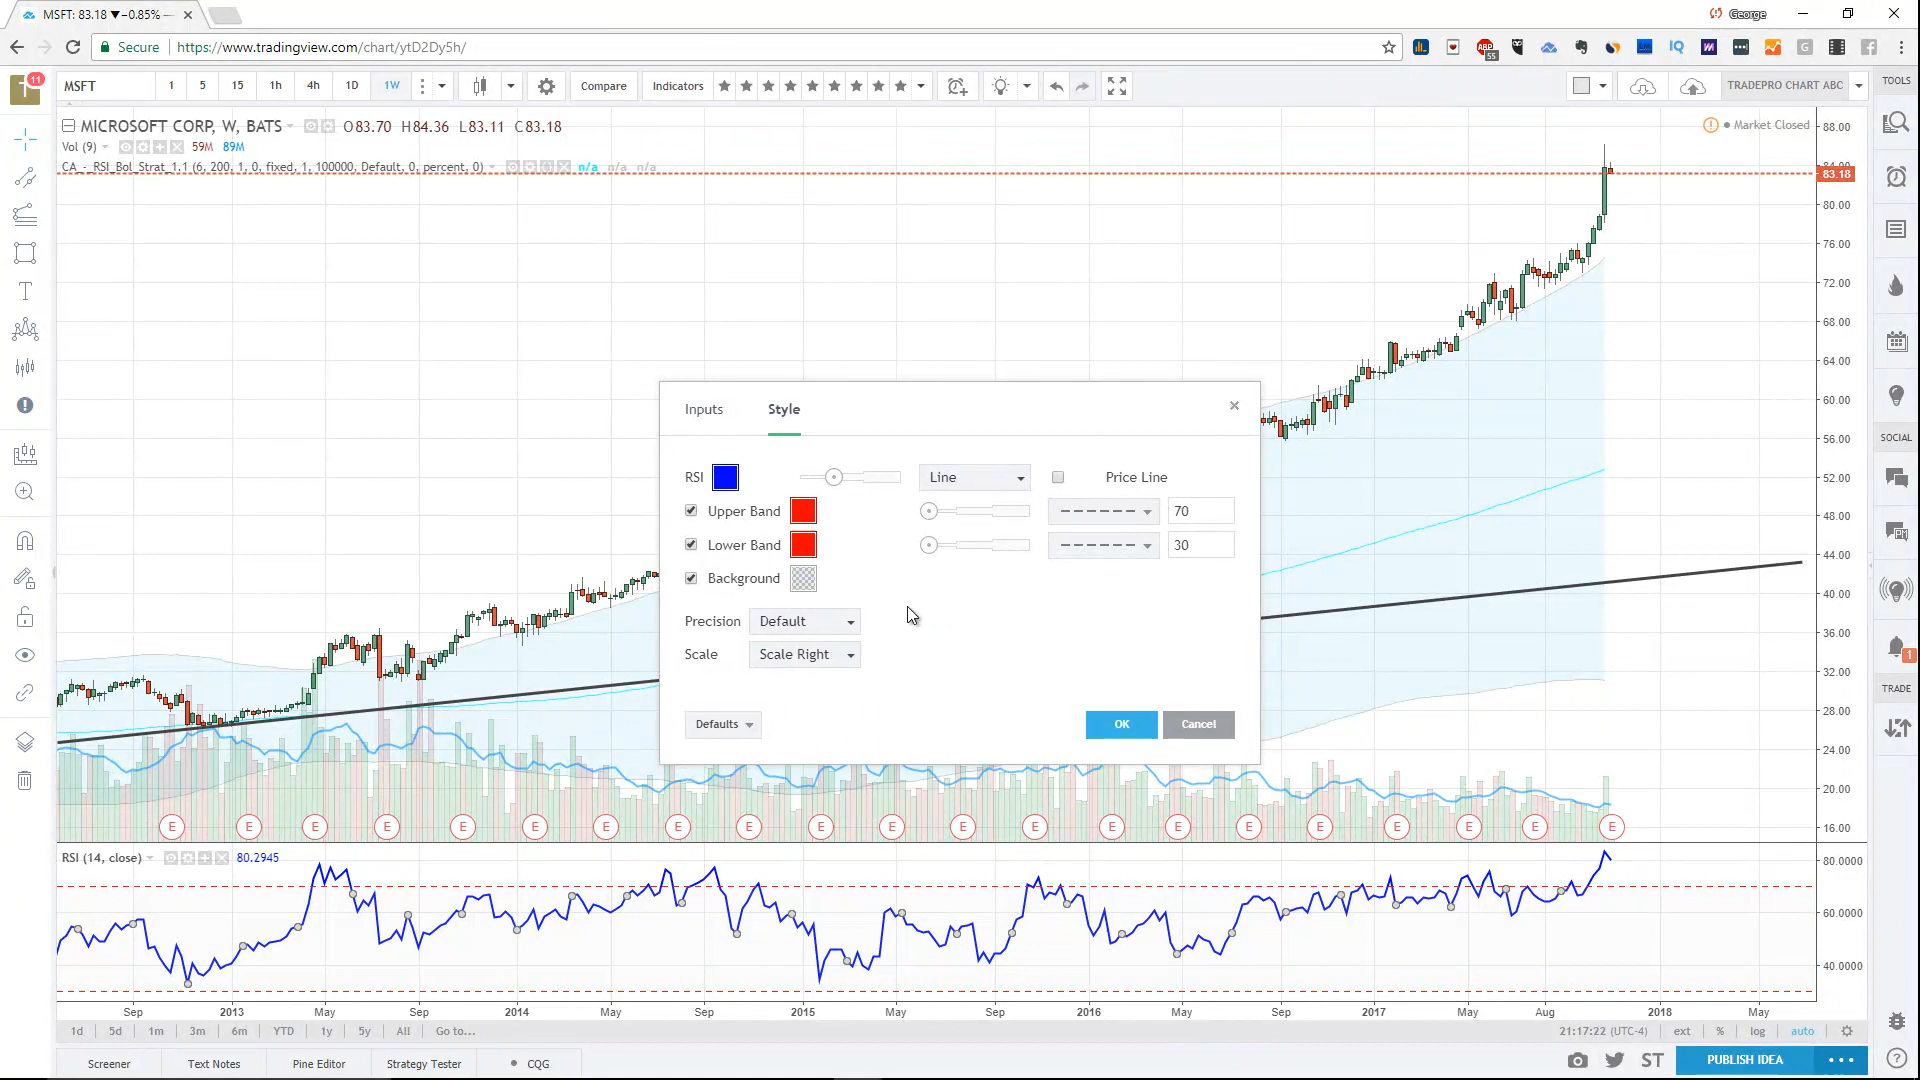 MSFT: 83.18 ▼−0.85% —
George
Secure
https://www.tradingview.com/chart/ytD2Dy5h/
ABP
55
IQ
G
T
11
MSFT
1
5
15
1h
4h
1D
1W
Compare
Indicators
TRADEPRO CHART ABC
TOOLS
MICROSOFT CORP, W, BATS
O83.70 H84.36 L83.11 C83.18
Market Closed
Vol (9)
59M
89M
CA_-_RSI_Bol_Strat_1.1 (6, 200, 1, 0, fixed, 1, 100000, Default, 0, percent, 0)
n/a n/a n/a
88.00
84.00
83.18
80.00
76.00
72.00
68.00
64.00
60.00
56.00
52.00
48.00
44.00
40.00
36.00
32.00
28.00
24.00
20.00
16.00
Inputs
Style
RSI
Line
Price Line
Upper Band
70
Lower Band
30
Background
Precision
Default
Scale
Scale Right
Defaults
OK
Cancel
SOCIAL
1
TRADE
E E E E E E E E E E E E E E E E E E E E E
RSI (14, close)
80.2945
80.0000
60.0000
40.0000
Sep 2013 May Sep 2014 May Sep 2015 May Sep 2016 May Sep 2017 May Aug 2018 May
1d 5d 1m 3m 6m YTD 1y 5y All Go to...
21:17:22 (UTC-4) ext % log auto
Screener
Text Notes
Pine Editor
Strategy Tester
CQG
ST
PUBLISH IDEA